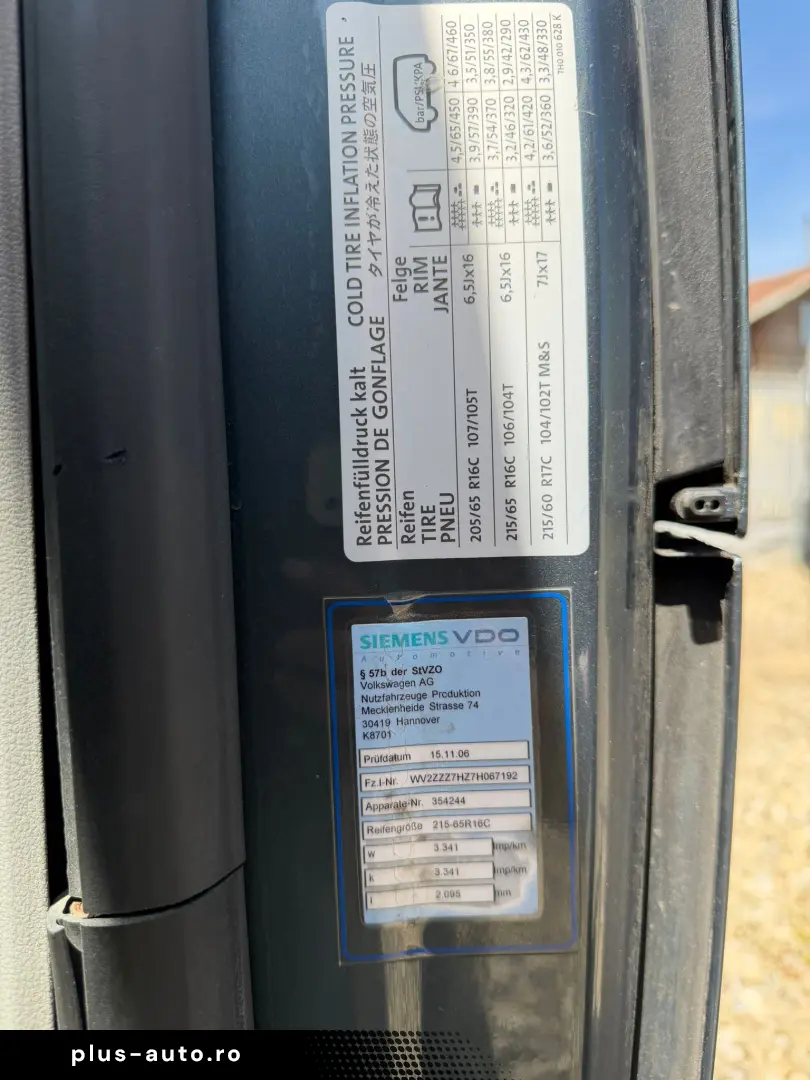 Reifenfülldruck kalt COLD TIRE INFLATION PRESSURE ,
PRESSION DE GONFLAGE タイヤが冷えた状態の空気圧
Reifen Felge
TIRE RIM bar/PSI/KPA
PNEU JANTE
205/65 R16C 107/105T 6,5Jx16 4,5/65/450 4 6/67/460
3,9/57/390 3,5/51/350
215/65 R16C 106/104T 6,5Jx16 3,7/54/370 3,8/55/380
3,2/46/320 2,9/42/290
215/60 R17C 104/102T M&S 7Jx17 4,2/61/420 4,3/62/430
3,6/52/360 3,3/48/330
7H0 010 628 K
SIEMENS VDO
Automotive
§ 57b der StVZO
Volkswagen AG
Nutzfahrzeuge Produktion
Mecklenheide Strasse 74
30419 Hannover
K8701
Prüfdatum 15.11.06
Fz.I-Nr. WV2ZZZ7HZ7H067192
Apparate-Nr. 354244
Reifengröße 215-65R16C
w 3.341 Imp/km
k 3.341 Imp/km
l 2.095 mm
plus-auto.ro